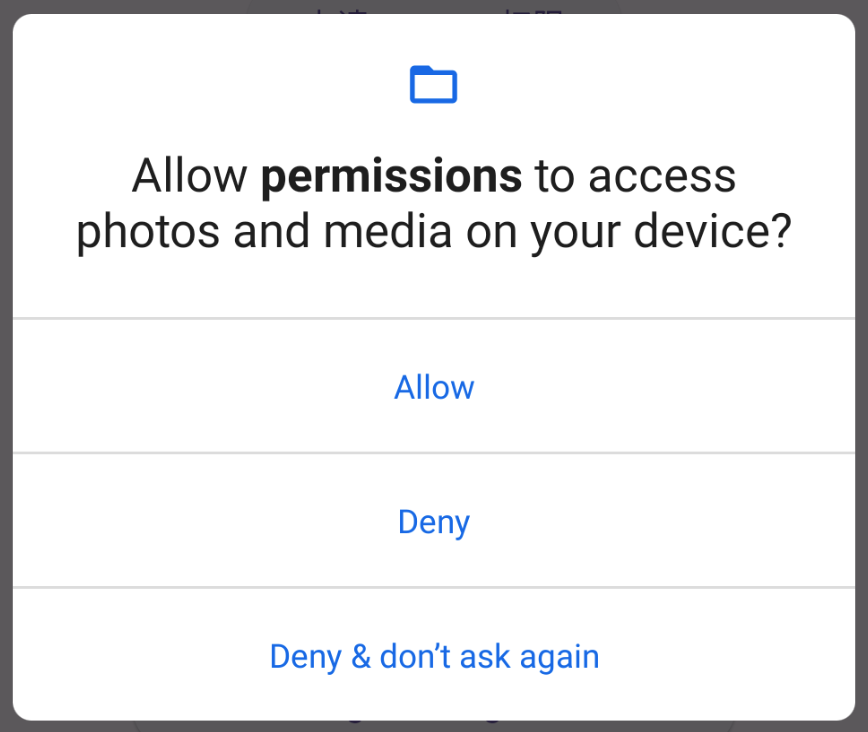 Allow permissions to access
photos and media on your device?
Allow
Deny
Deny & don’t ask again